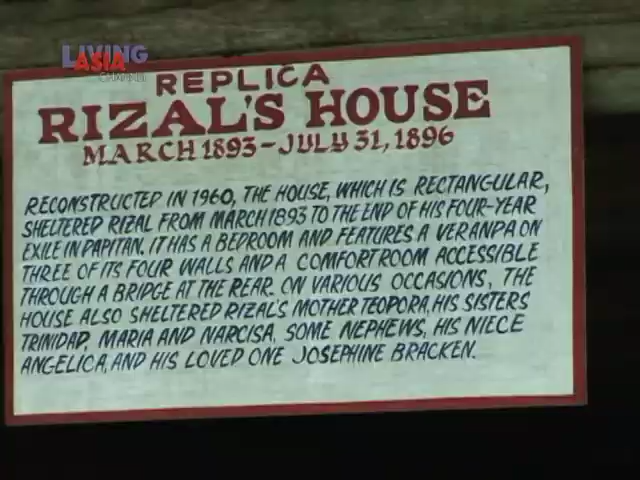 LIVING
ASIA
CHANNEL
REPLICA
RIZAL'S HOUSE
MARCH 1893 – JULY 31, 1896
RECONSTRUCTED IN 1960, THE HOUSE, WHICH IS RECTANGULAR,
SHELTERED RIZAL FROM MARCH 1893 TO THE END OF HIS FOUR-YEAR
EXILE IN DAPITAN. IT HAS A BEDROOM AND FEATURES A VERANDA ON
THREE OF ITS FOUR WALLS AND A COMFORT ROOM ACCESSIBLE
THROUGH A BRIDGE AT THE REAR. ON VARIOUS OCCASIONS, THE
HOUSE ALSO SHELTERED RIZAL'S MOTHER TEODORA, HIS SISTERS
TRINIDAD, MARIA AND NARCISA, SOME NEPHEWS, HIS NIECE
ANGELICA, AND HIS LOVED ONE JOSEPHINE BRACKEN.